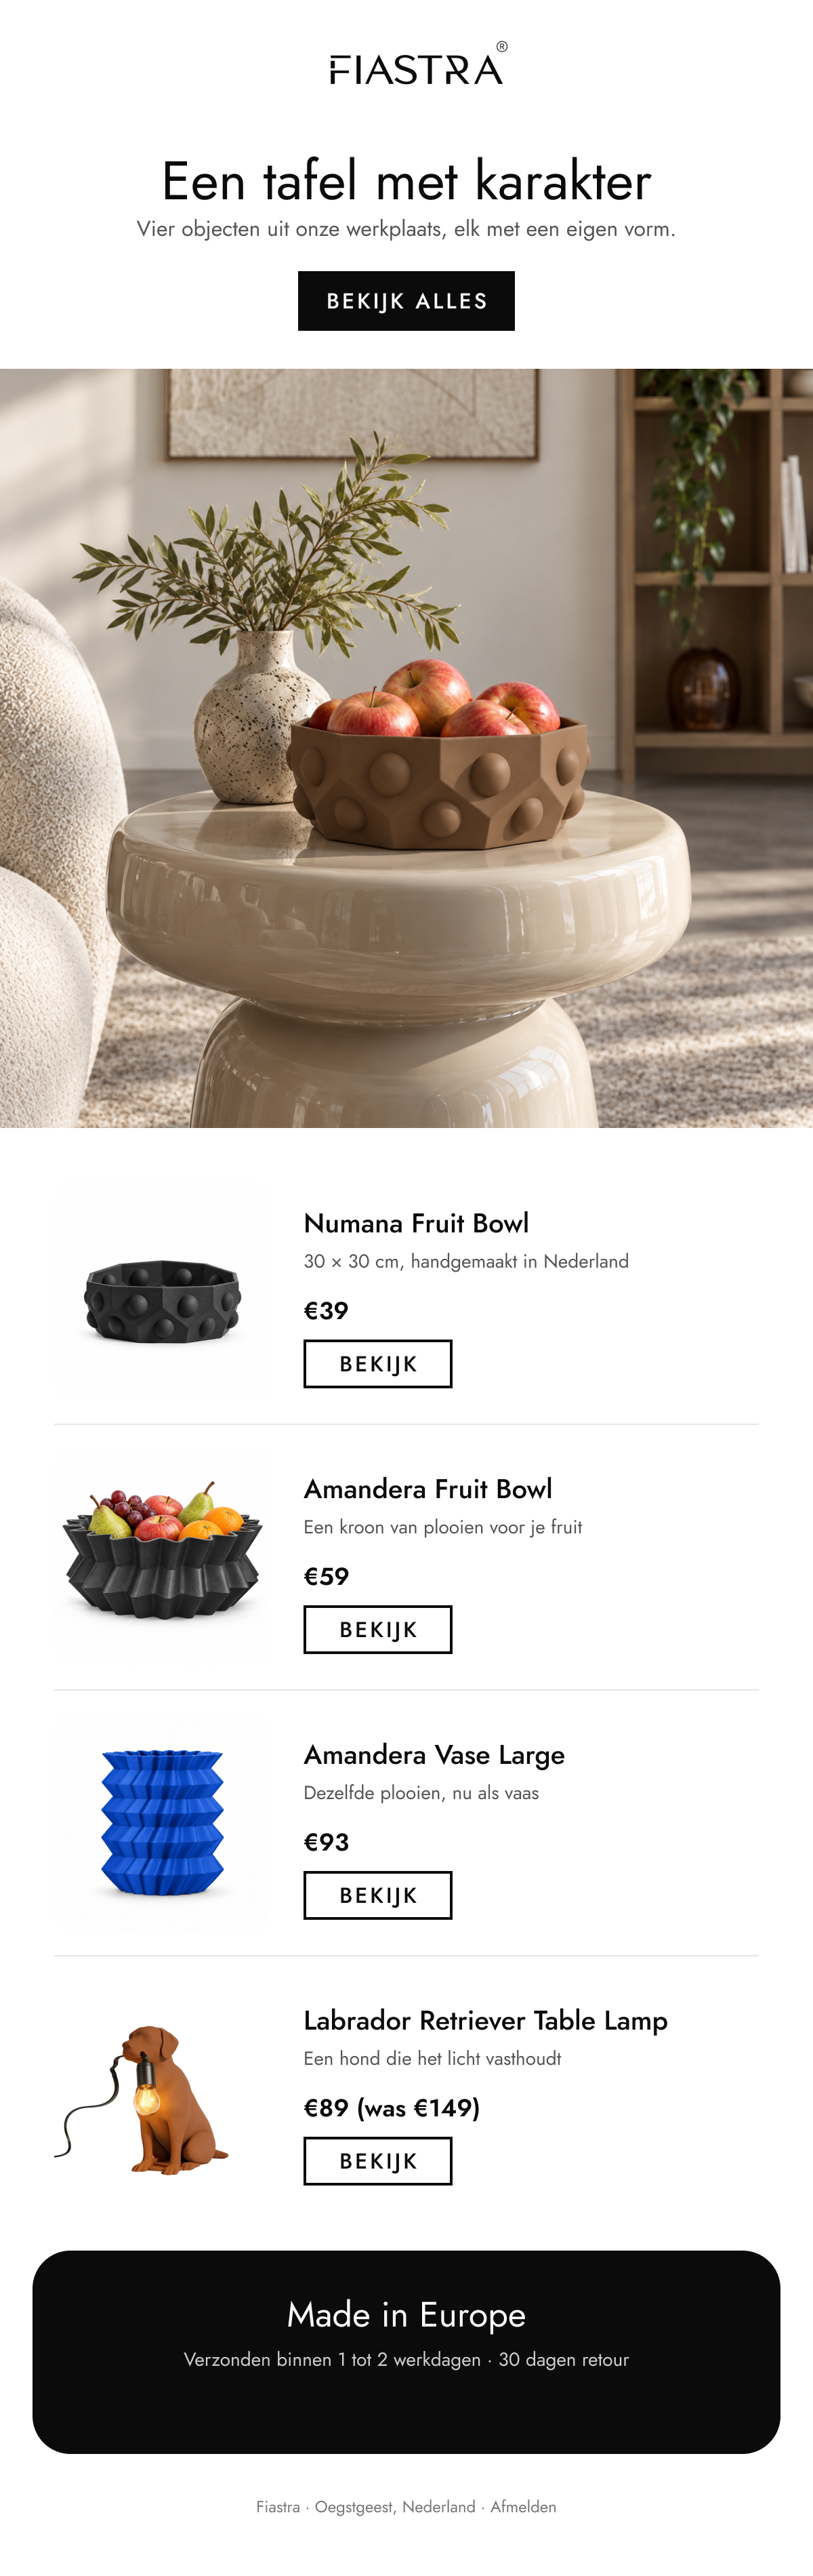 FIASTRA®
Een tafel met karakter
Vier objecten uit onze werkplaats, elk met een eigen vorm.
BEKIJK ALLES
Numana Fruit Bowl
30 × 30 cm, handgemaakt in Nederland
€39
BEKIJK
Amandera Fruit Bowl
Een kroon van plooien voor je fruit
€59
BEKIJK
Amandera Vase Large
Dezelfde plooien, nu als vaas
€93
BEKIJK
Labrador Retriever Table Lamp
Een hond die het licht vasthoudt
€89 (was €149)
BEKIJK
Made in Europe
Verzonden binnen 1 tot 2 werkdagen · 30 dagen retour
Fiastra · Oegstgeest, Nederland · Afmelden